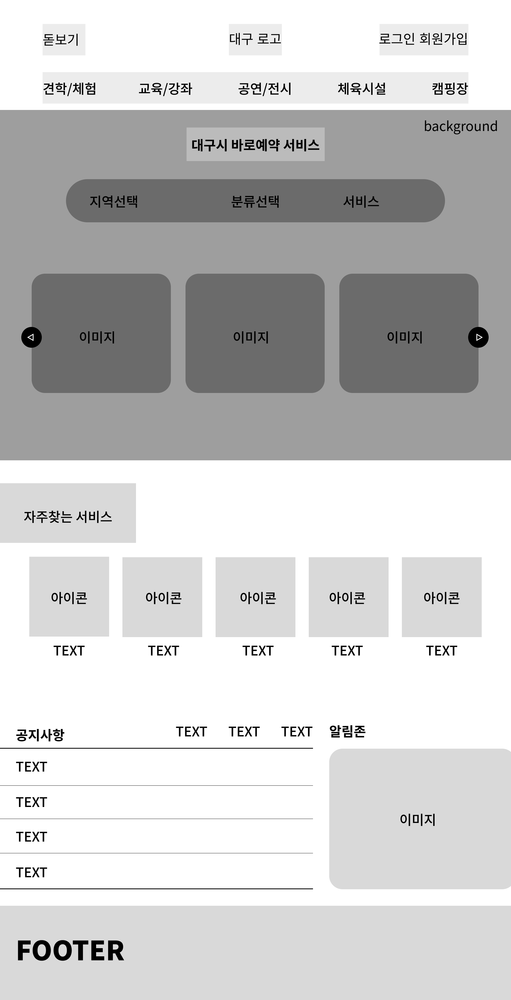 돋보기
대구 로고
로그인 회원가입
견학/체험 교육/강좌 공연/전시 체육시설 캠핑장
background
대구시 바로예약 서비스
지역선택 분류선택 서비스
이미지 이미지 이미지
자주찾는 서비스
아이콘 아이콘 아이콘 아이콘 아이콘
TEXT TEXT TEXT TEXT TEXT
공지사항 TEXT TEXT TEXT
TEXT
TEXT
TEXT
TEXT
알림존
이미지
FOOTER